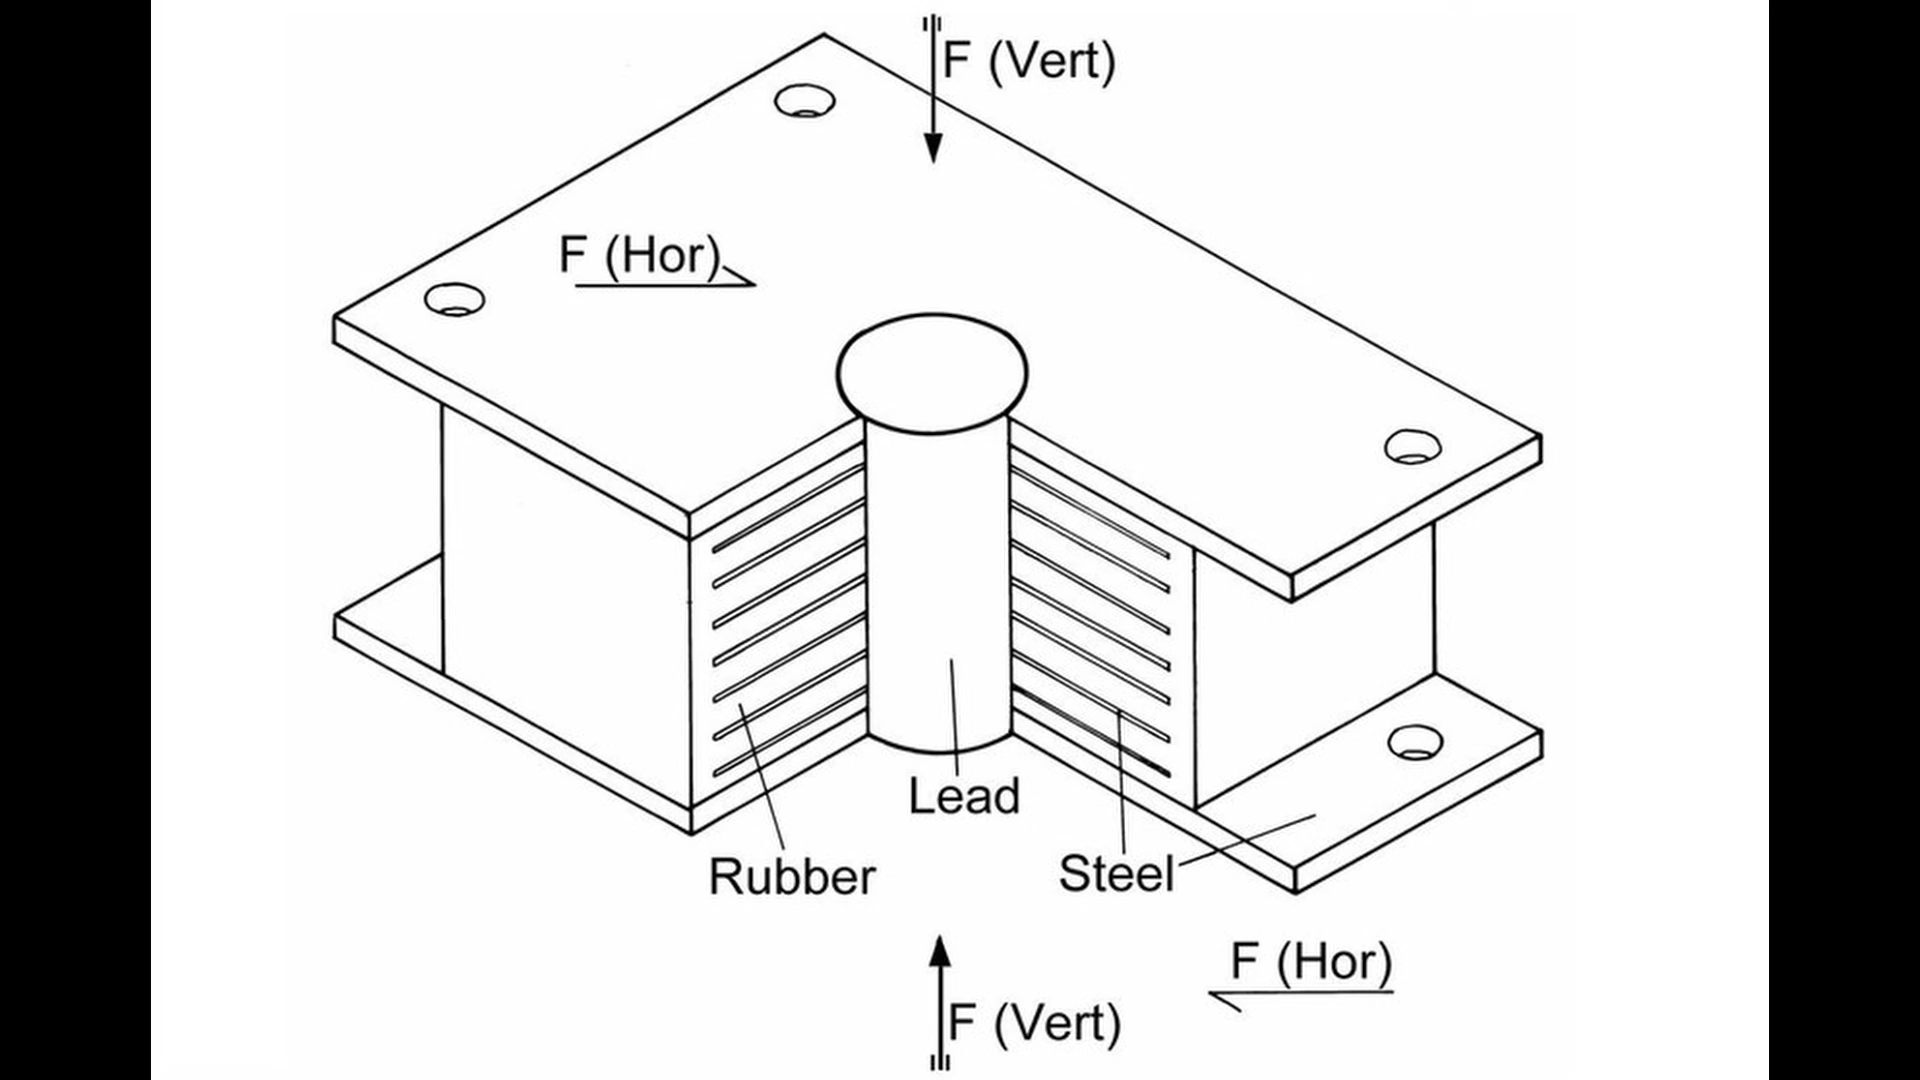 F (Vert)
F (Hor)
Lead
Rubber
Steel
F (Hor)
F (Vert)